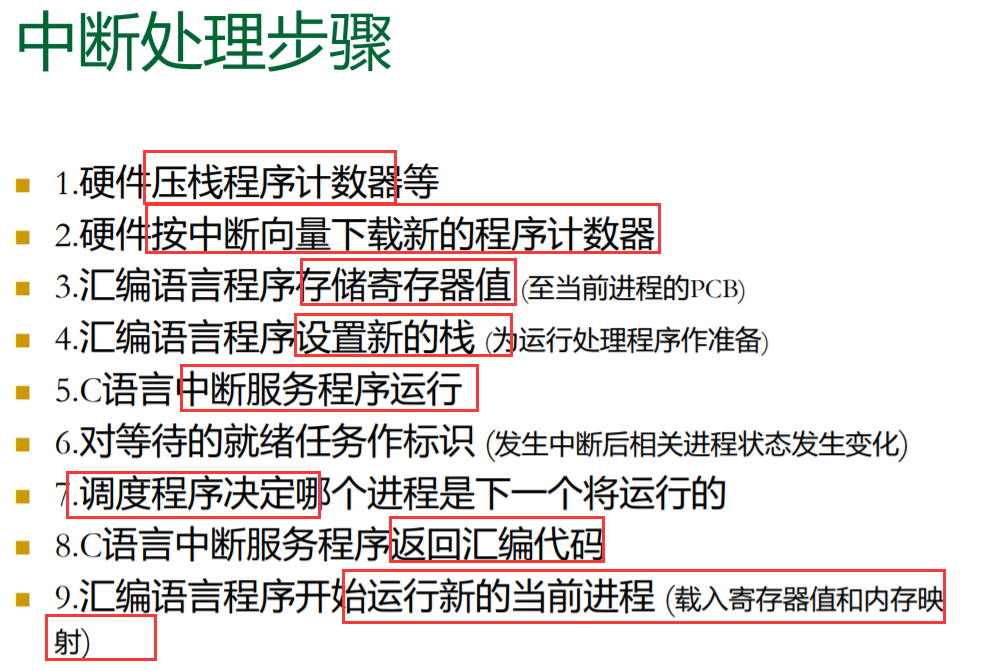 中断处理步骤
1.硬件压栈程序计数器等
2.硬件按中断向量下载新的程序计数器
3.汇编语言程序存储寄存器值 (至当前进程的PCB)
4.汇编语言程序设置新的栈 (为运行处理程序作准备)
5.C语言中断服务程序运行
6.对等待的就绪任务作标识 (发生中断后相关进程状态发生变化)
7.调度程序决定哪个进程是下一个将运行的
8.C语言中断服务程序返回汇编代码
9.汇编语言程序开始运行新的当前进程 (载入寄存器值和内存映
射)